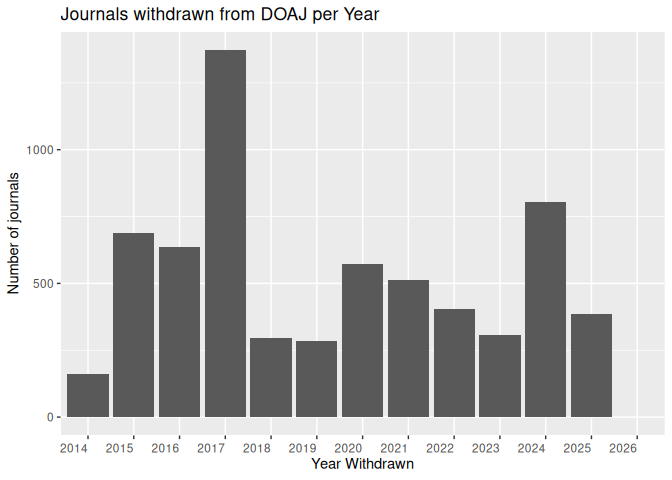 Journals withdrawn from DOAJ per Year
Number of journals
1000
500
0
2014 2015 2016 2017 2018 2019 2020 2021 2022 2023 2024 2025 2026
Year Withdrawn